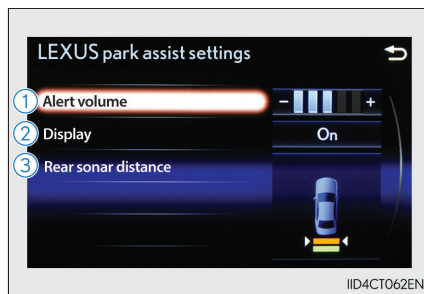 LEXUS park assist settings
1 Alert volume
- +
2 Display On
3 Rear sonar distance
IID4CT062EN